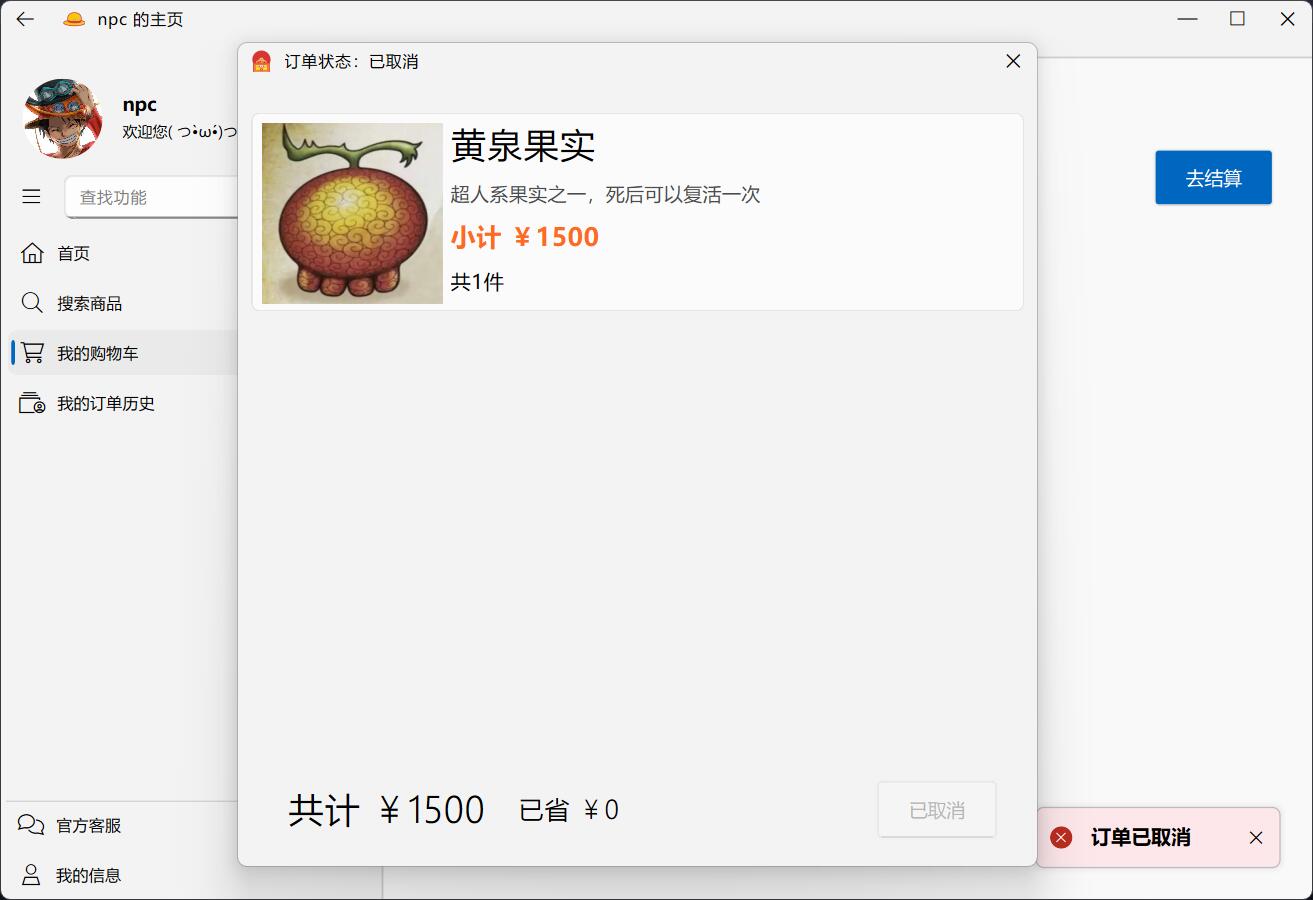 npc 的主页
订单状态：已取消
npc
欢迎您( つ•̀ω•́)つ
查找功能
首页
搜索商品
我的购物车
我的订单历史
官方客服
我的信息
黄泉果实
超人系果实之一，死后可以复活一次
小计 ￥1500
共1件
去结算
共计 ￥1500 已省 ￥0
已取消
订单已取消